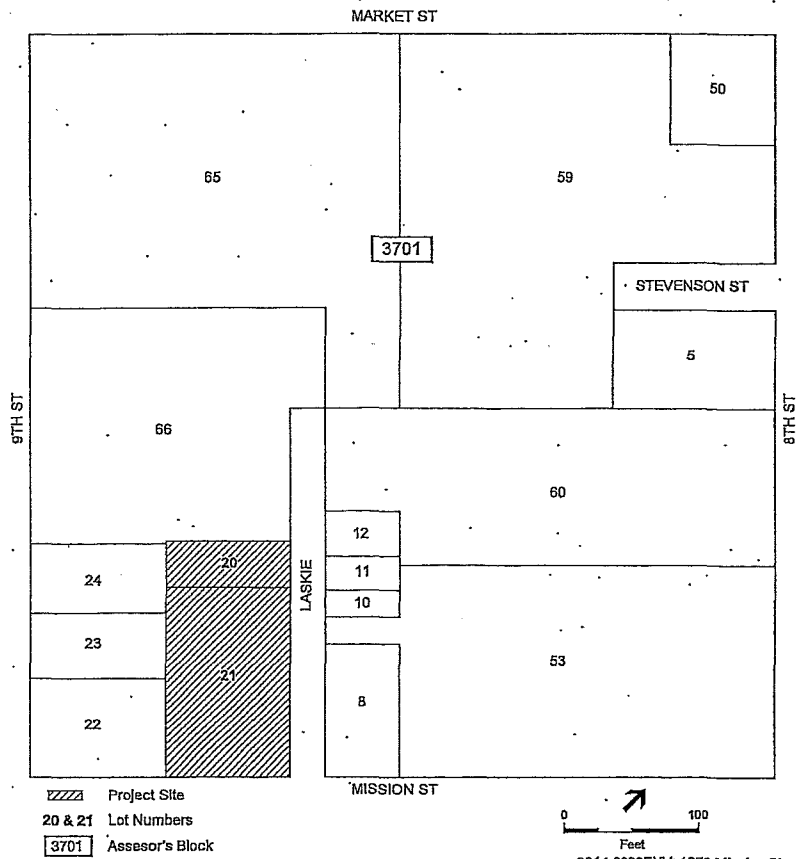 MARKET ST
50
65
59
3701
STEVENSON ST
5
9TH ST
8TH ST
66
60
12
20
24
11
LASKIE
10
23
53
21
8
22
MISSION ST
Project Site
20 & 21 Lot Numbers
3701 Assesor's Block
0 100
Feet